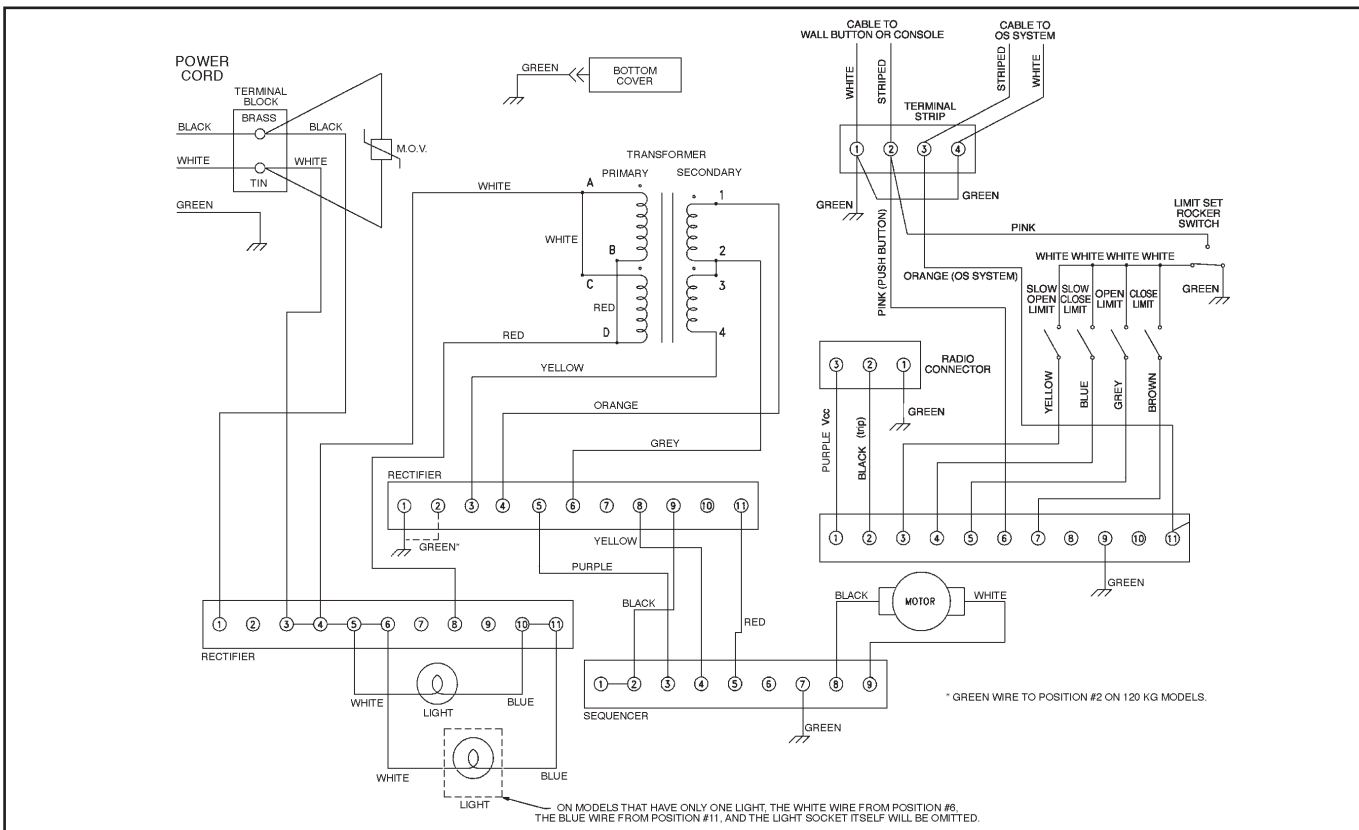 POWER
CORD
TERMINAL
BLOCK
BRASS
BLACK
BLACK
WHITE
WHITE
TIN
GREEN
M.O.V.
GREEN
BOTTOM
COVER
TRANSFORMER
PRIMARY
SECONDARY
WHITE
A
WHITE
B
C
RED
D
RED
1
2
3
4
YELLOW
ORANGE
GREY
CABLE TO
WALL BUTTON OR CONSOLE
CABLE TO
OS SYSTEM
WHITE
STRIPED
STRIPED
WHITE
TERMINAL
STRIP
1 2 3 4
GREEN
GREEN
LIMIT SET
ROCKER
SWITCH
PINK
PINK (PUSH BUTTON)
ORANGE (OS SYSTEM)
WHITE WHITE WHITE WHITE
GREEN
SLOW
OPEN
LIMIT
SLOW
CLOSE
LIMIT
OPEN
LIMIT
CLOSE
LIMIT
YELLOW
BLUE
GREY
BROWN
3 2 1
RADIO
CONNECTOR
GREEN
PURPLE Vcc
BLACK (trip)
1 2 3 4 5 6 7 8 9 10 11
GREEN
RECTIFIER
1 2 3 4 5 6 7 8 9 10 11
GREEN*
YELLOW
PURPLE
BLACK
RED
1 2 3 4 5 6 7 8 9 10 11
RECTIFIER
WHITE
LIGHT
BLUE
WHITE
LIGHT
BLUE
BLACK
MOTOR
WHITE
1 2 3 4 5 6 7 8 9
SEQUENCER
GREEN
* GREEN WIRE TO POSITION #2 ON 120 KG MODELS.
ON MODELS THAT HAVE ONLY ONE LIGHT, THE WHITE WIRE FROM POSITION #6,
THE BLUE WIRE FROM POSITION #11, AND THE LIGHT SOCKET ITSELF WILL BE OMITTED.